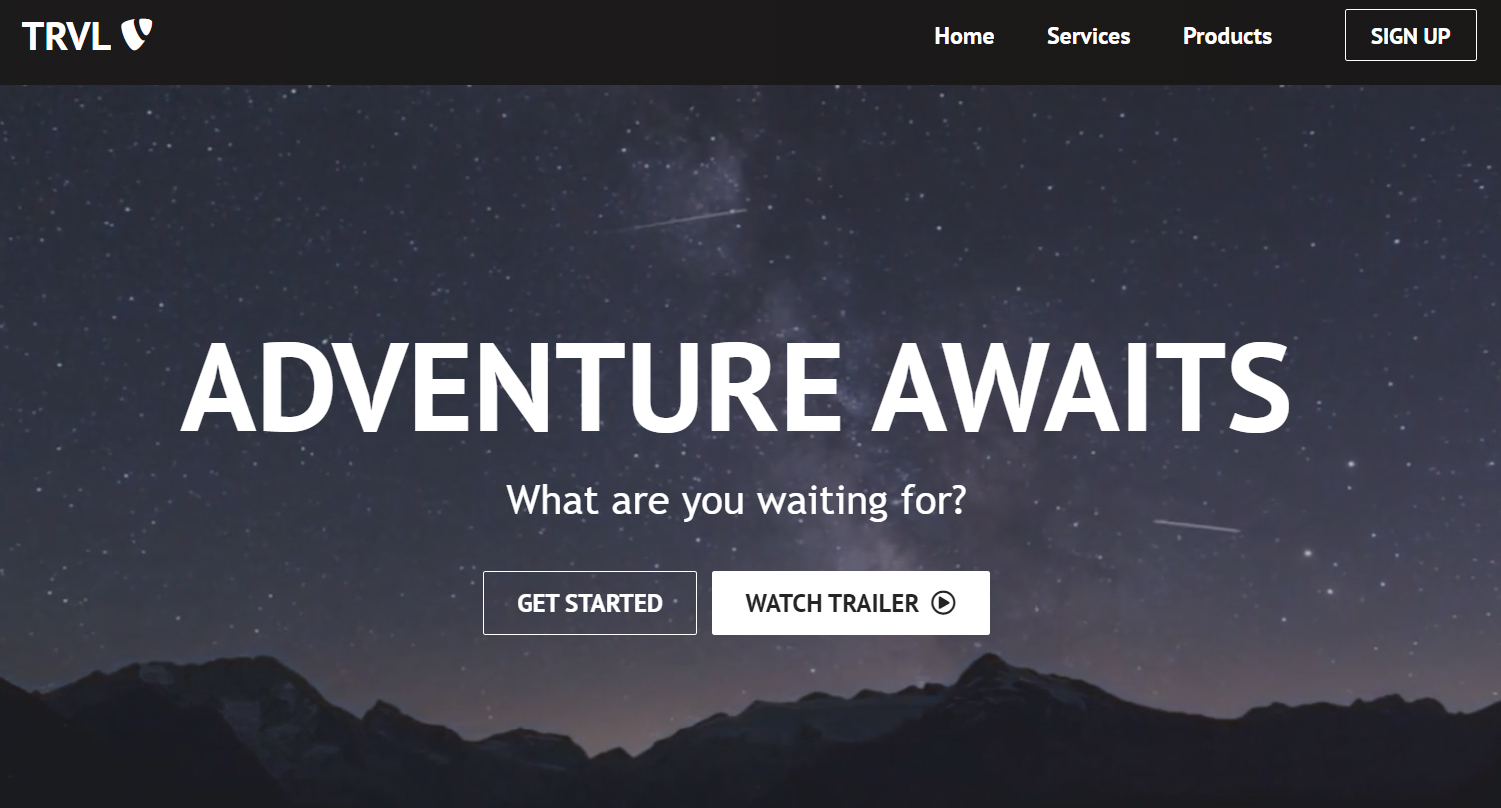 TRVL
Home Services Products SIGN UP
ADVENTURE AWAITS
What are you waiting for?
GET STARTED WATCH TRAILER